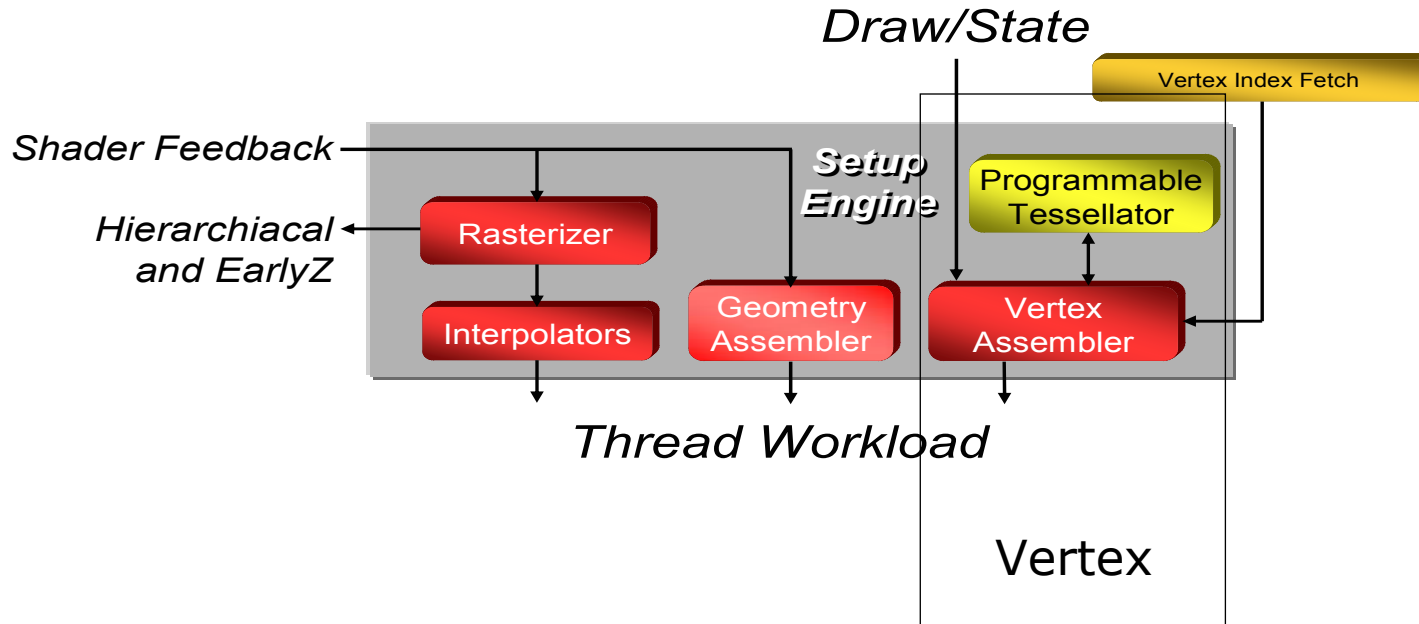 Draw/State
Vertex Index Fetch
Shader Feedback
Setup
Engine
Programmable
Tessellator
Hierarchiacal
and EarlyZ
Rasterizer
Interpolators
Geometry
Assembler
Vertex
Assembler
Thread Workload
Vertex